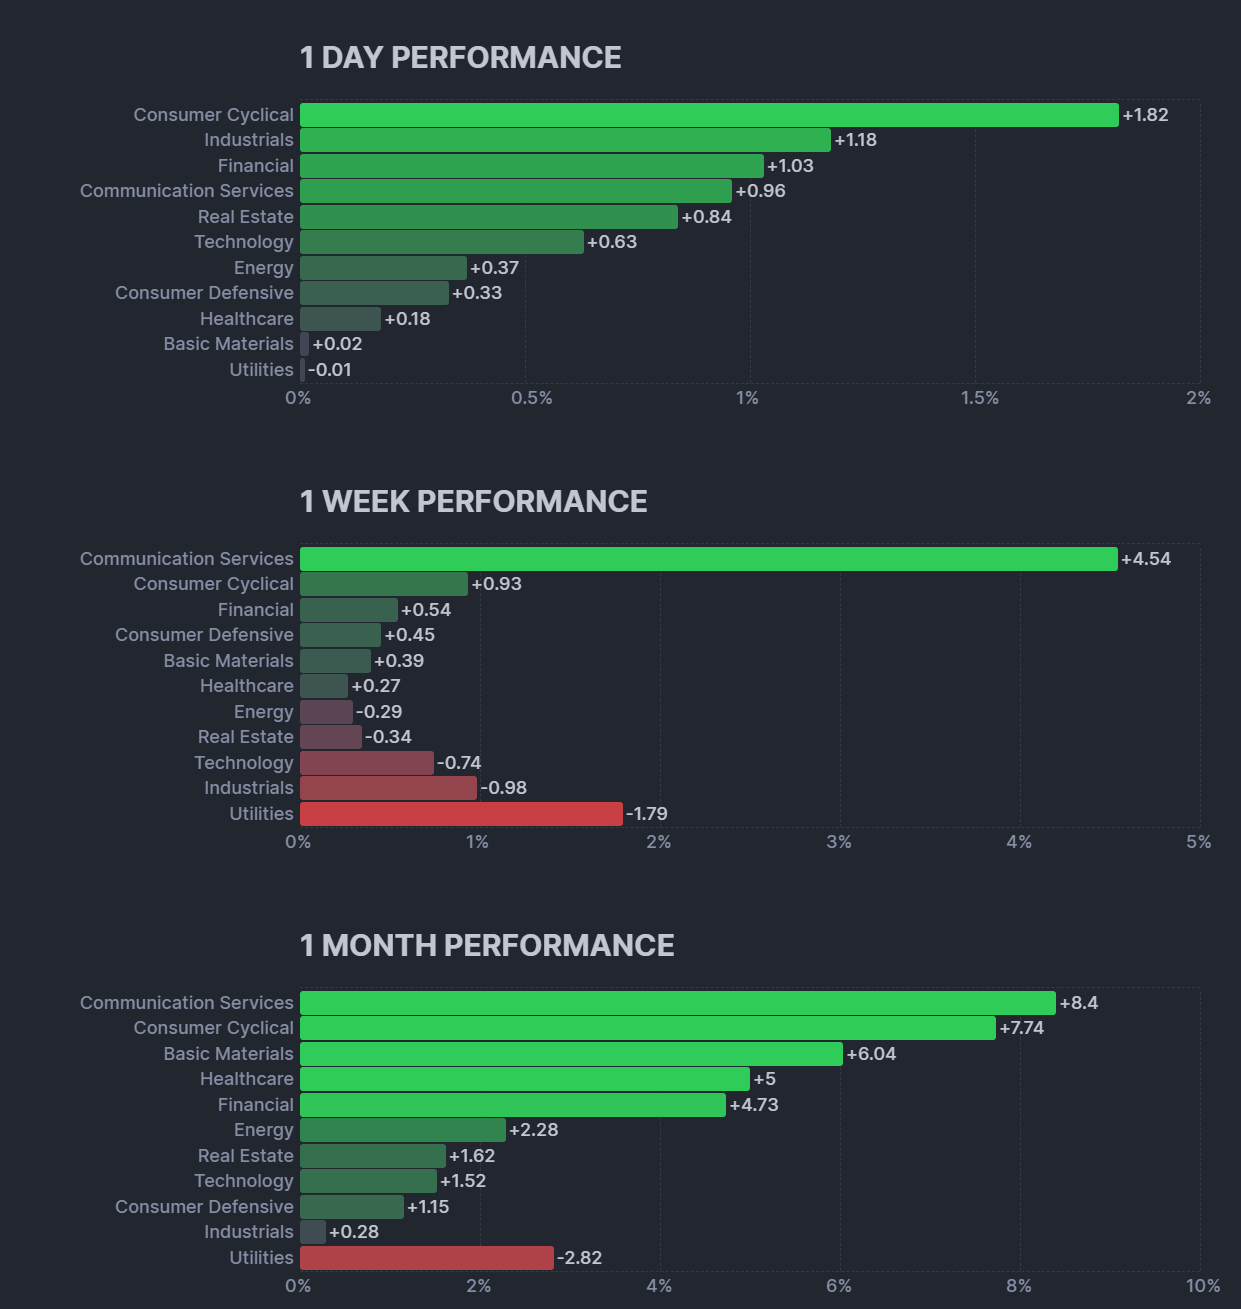 1 DAY PERFORMANCE
Consumer Cyclical +1.82
Industrials +1.18
Financial +1.03
Communication Services +0.96
Real Estate +0.84
Technology +0.63
Energy +0.37
Consumer Defensive +0.33
Healthcare +0.18
Basic Materials +0.02
Utilities -0.01
0% 0.5% 1% 1.5% 2%
1 WEEK PERFORMANCE
Communication Services +4.54
Consumer Cyclical +0.93
Financial +0.54
Consumer Defensive +0.45
Basic Materials +0.39
Healthcare +0.27
Energy -0.29
Real Estate -0.34
Technology -0.74
Industrials -0.98
Utilities -1.79
0% 1% 2% 3% 4% 5%
1 MONTH PERFORMANCE
Communication Services +8.4
Consumer Cyclical +7.74
Basic Materials +6.04
Healthcare +5
Financial +4.73
Energy +2.28
Real Estate +1.62
Technology +1.52
Consumer Defensive +1.15
Industrials +0.28
Utilities -2.82
0% 2% 4% 6% 8% 10%